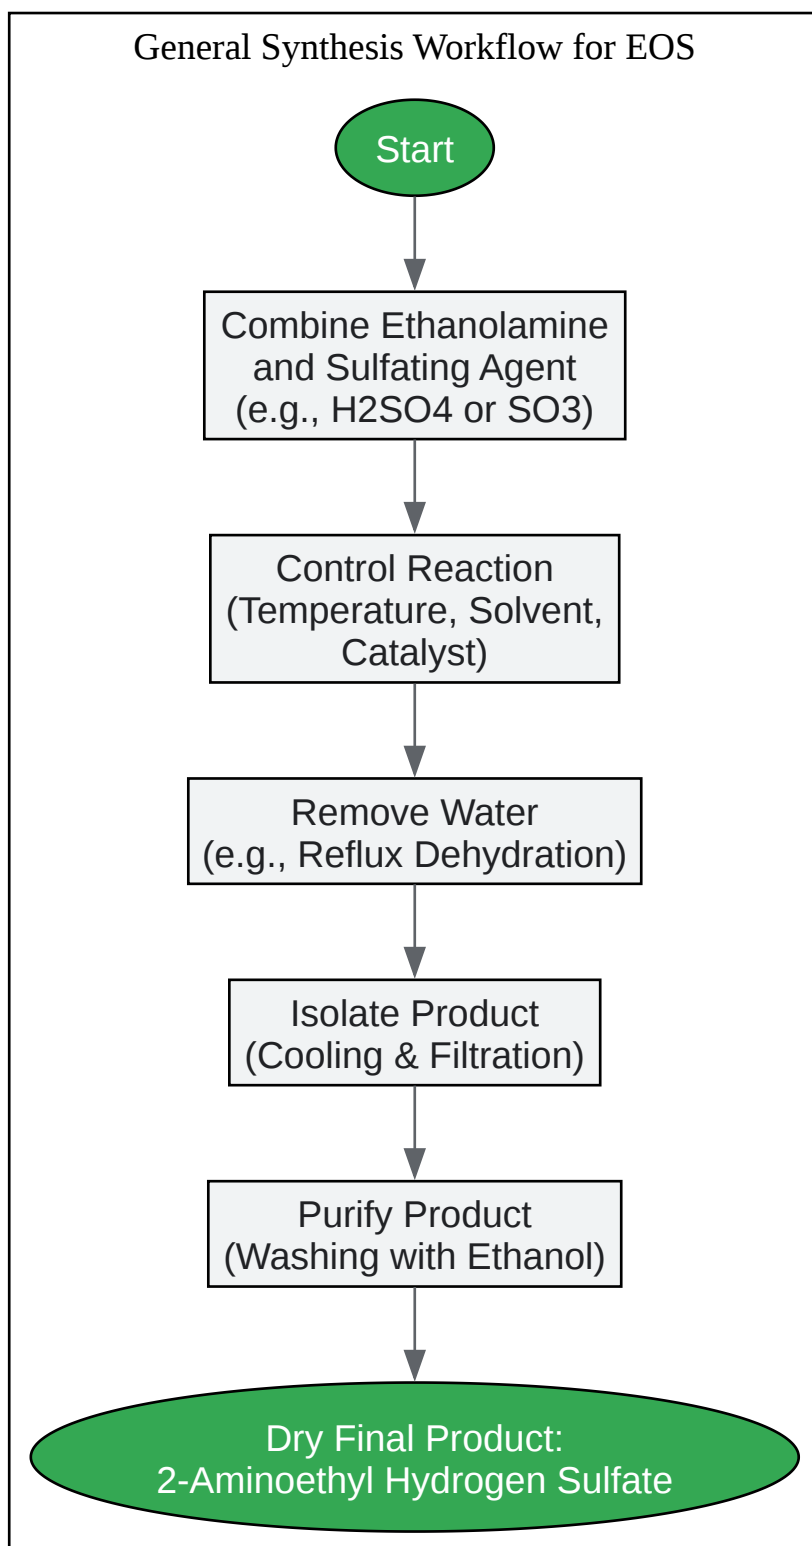 General Synthesis Workflow for EOS
Start
Combine Ethanolamine
and Sulfating Agent
(e.g., H2SO4 or SO3)
Control Reaction
(Temperature, Solvent,
Catalyst)
Remove Water
(e.g., Reflux Dehydration)
Isolate Product
(Cooling & Filtration)
Purify Product
(Washing with Ethanol)
Dry Final Product:
2-Aminoethyl Hydrogen Sulfate